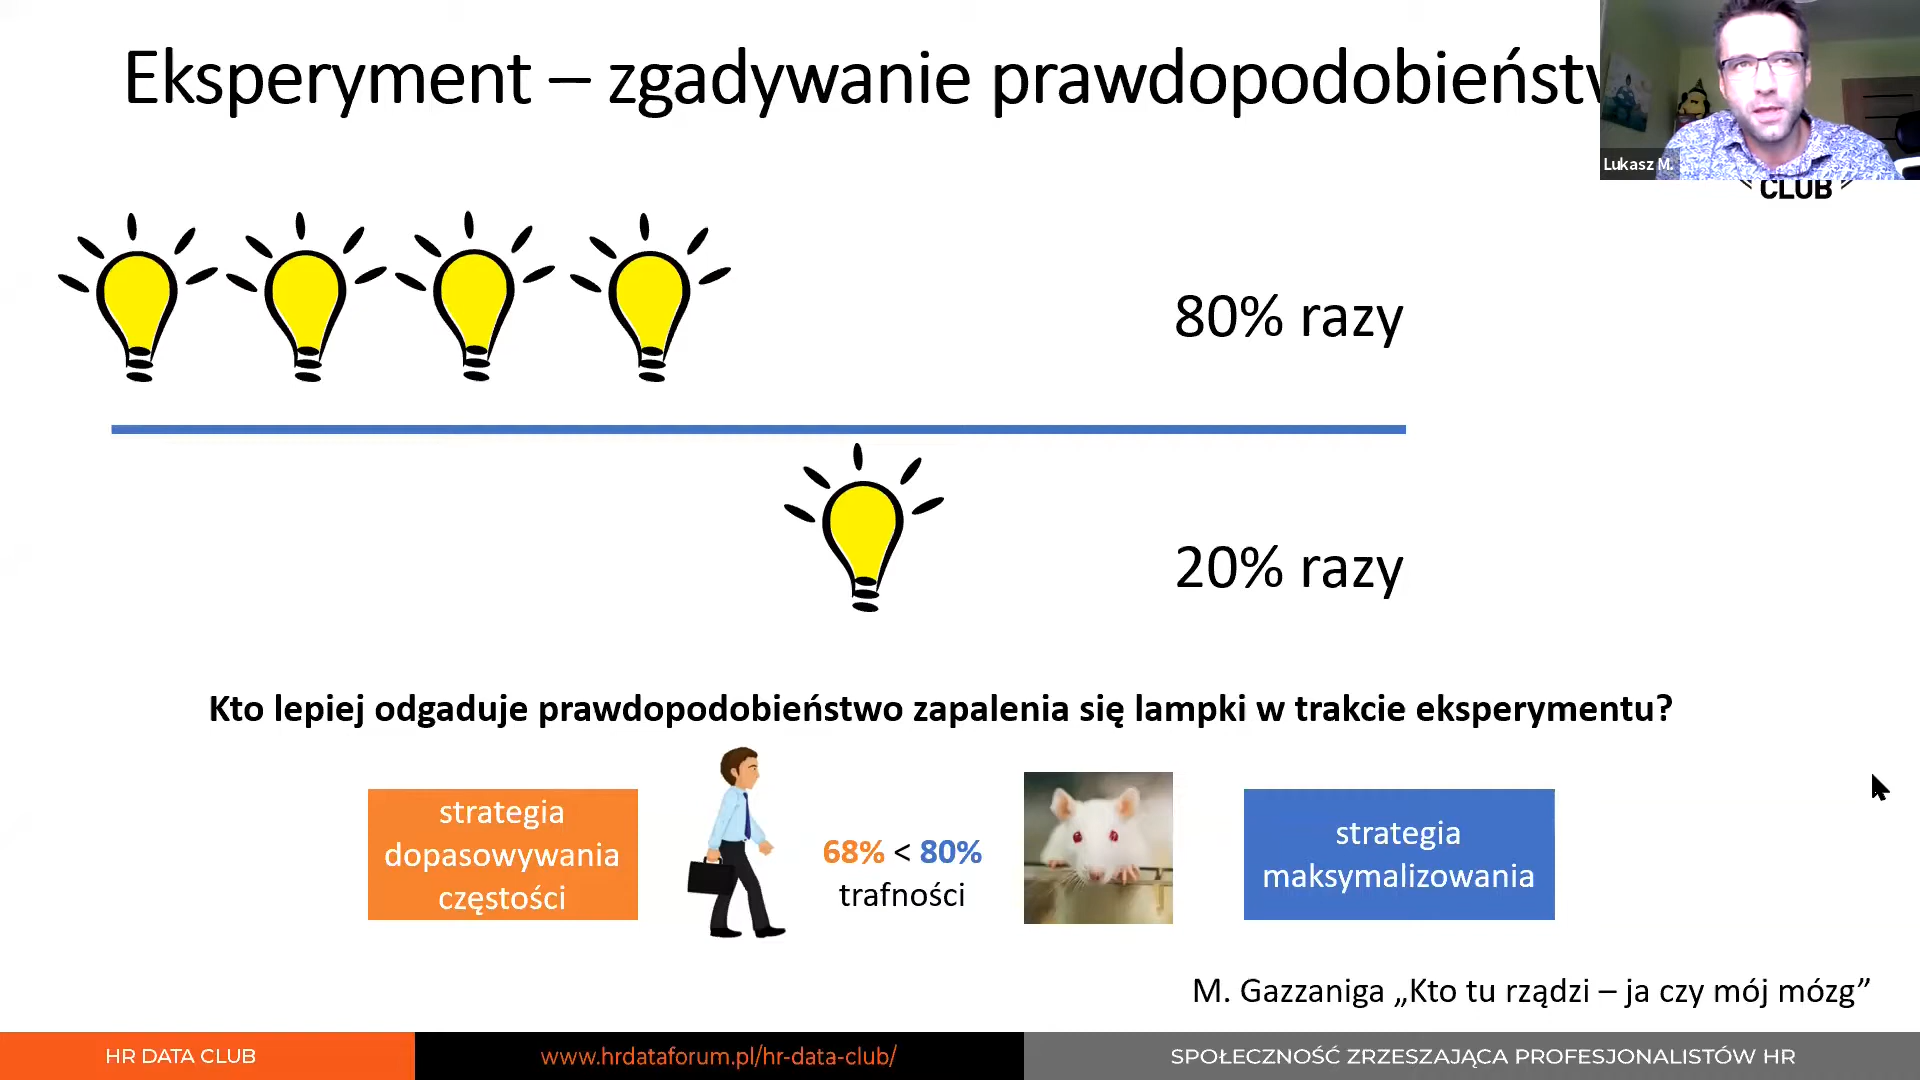 Eksperyment – zgadywanie prawdopodobieństw
Lukasz M.
CLUB
80% razy
20% razy
Kto lepiej odgaduje prawdopodobieństwo zapalenia się lampki w trakcie eksperymentu?
strategia
dopasowywania
częstości
68% < 80%
trafności
strategia
maksymalizowania
M. Gazzaniga „Kto tu rządzi – ja czy mój mózg”
HR DATA CLUB
www.hrdataforum.pl/hr-data-club/
SPOŁECZNOŚĆ ZRZESZAJĄCA PROFESJONALISTÓW HR